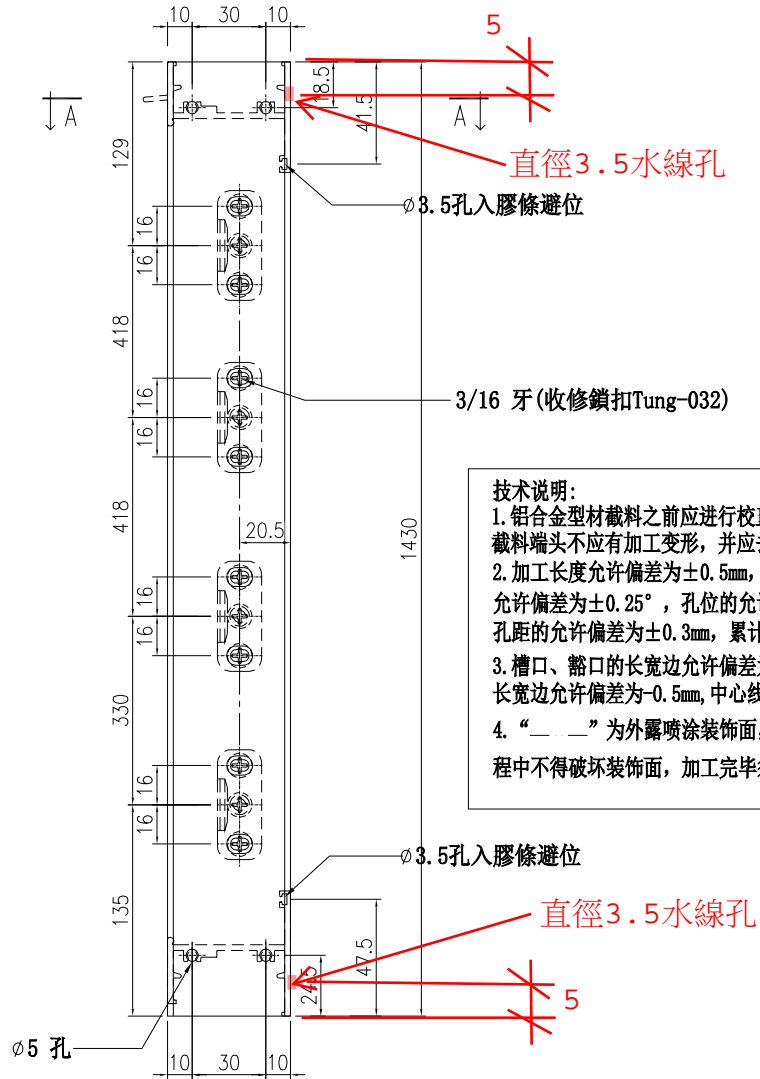 10 30 10
5
18.5
41.5
A
A
129
直徑3.5水線孔
∅3.5孔入膠條避位
16
16
418
16
16
3/16 牙(收修鎖扣Tung-032)
418
20.5
1430
技术说明:
1.铝合金型材截料之前应进行校
截料端头不应有加工变形，并应
2.加工长度允许偏差为±0.5mm，
允许偏差为±0.25°，孔位的允
孔距的允许偏差为±0.3mm，累计
3.槽口、豁口的长宽边允许偏差
长宽边允许偏差为-0.5mm,中心线
4.“__ __”为外露喷涂装饰面
程中不得破坏装饰面，加工完毕
16
16
330
16
16
∅3.5孔入膠條避位
135
直徑3.5水線孔
47.5
24.5
5
∅5 孔
10 30 10